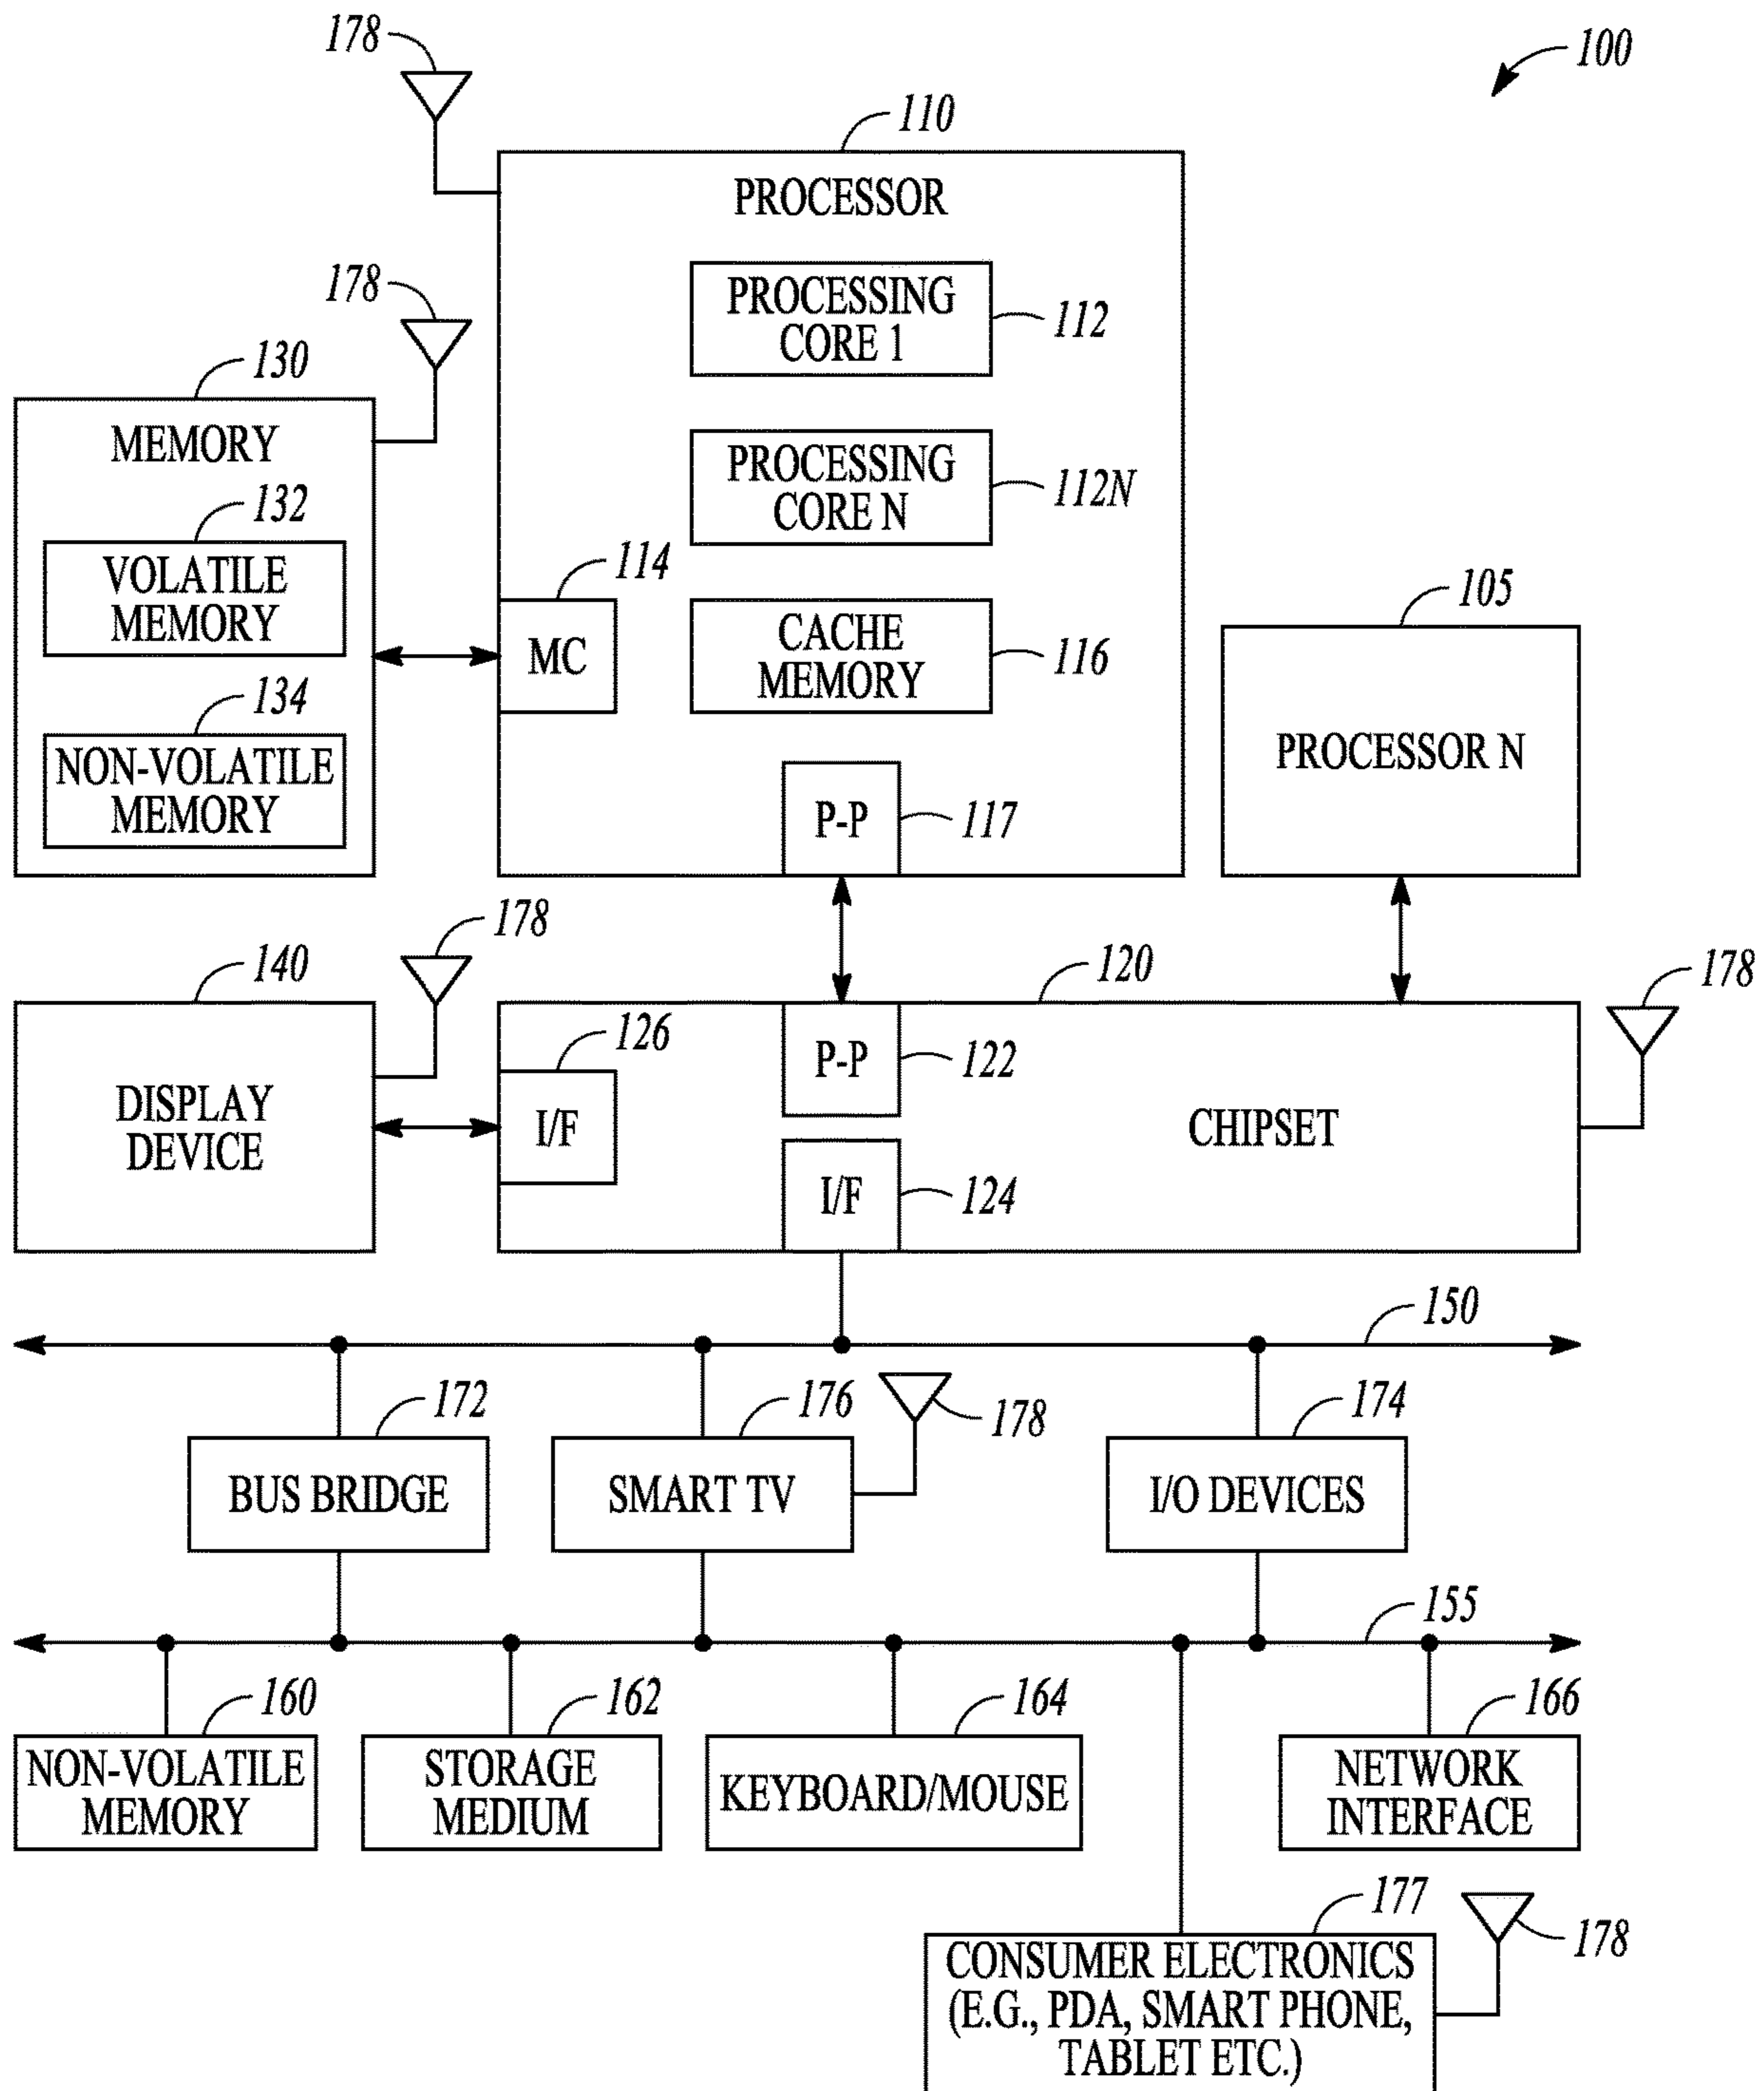 178
100
110
PROCESSOR
PROCESSING
CORE 1
112
178
130
MEMORY
PROCESSING
CORE N
112N
132
VOLATILE
MEMORY
114
MC
CACHE
MEMORY
116
105
PROCESSOR N
134
NON-VOLATILE
MEMORY
P-P
117
178
140
120
178
DISPLAY
DEVICE
126
I/F
P-P
122
CHIPSET
I/F
124
150
172
176
178
174
BUS BRIDGE
SMART TV
I/O DEVICES
155
160
162
164
166
NON-VOLATILE
MEMORY
STORAGE
MEDIUM
KEYBOARD/MOUSE
NETWORK
INTERFACE
177
178
CONSUMER ELECTRONICS
(E.G., PDA, SMART PHONE,
TABLET ETC.)